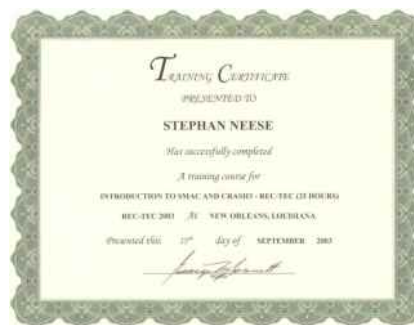 TRAINING CERTIFICATE
PRESENTED TO
STEPHAN NEESE
Has successfully completed
A training course for
INTRODUCTION TO SMAC AND CRASH3 - REC-TEC (23 HOURS)
REC-TEC 2003 At NEW ORLEANS, LOUISIANA
Presented this day of SEPTEMBER 2003